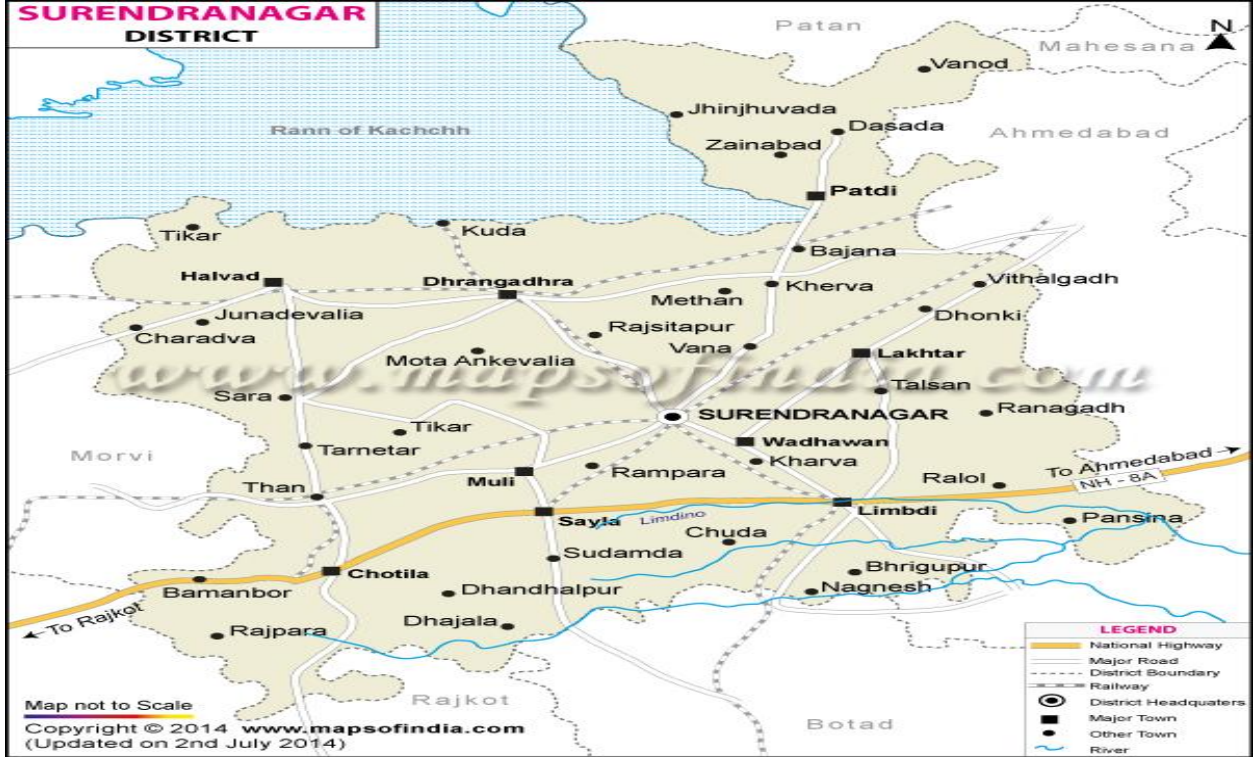 SURENDRANAGAR
DISTRICT
Patan
N
Mahesana
Vanod
Jhinjhuvada
Dasada
Ahmedabad
Rann of Kachchh
Zainabad
Patdi
Kuda
Tikar
Bajana
Halvad
Dhrangadhra
Kherva
Vithalgadh
Methan
Junadevalia
Rajsitapur
Dhonki
Charadva
Vana
Lakhtar
Mota Ankevalia
www.mapsofindia.com
Talsan
Sara
SURENDRANAGAR
Ranagadh
Tikar
Wadhawan
Tarnetar
Morvi
Kharva
To Ahmedabad
Rampara
Ralol
NH - 8A
Muli
Than
Limbdi
Sayla
Limdino
Pansina
Chuda
Sudamda
Bhrigupur
Chotila
Nagnesh
Bamanbor
Dhandhalpur
To Rajkot
Dhajala
Rajpara
Rajkot
Botad
LEGEND
National Highway
Major Road
District Boundary
Railway
District Headquaters
Major Town
Other Town
River
Map not to Scale
Copyright © 2014 www.mapsofindia.com
(Updated on 2nd July 2014)